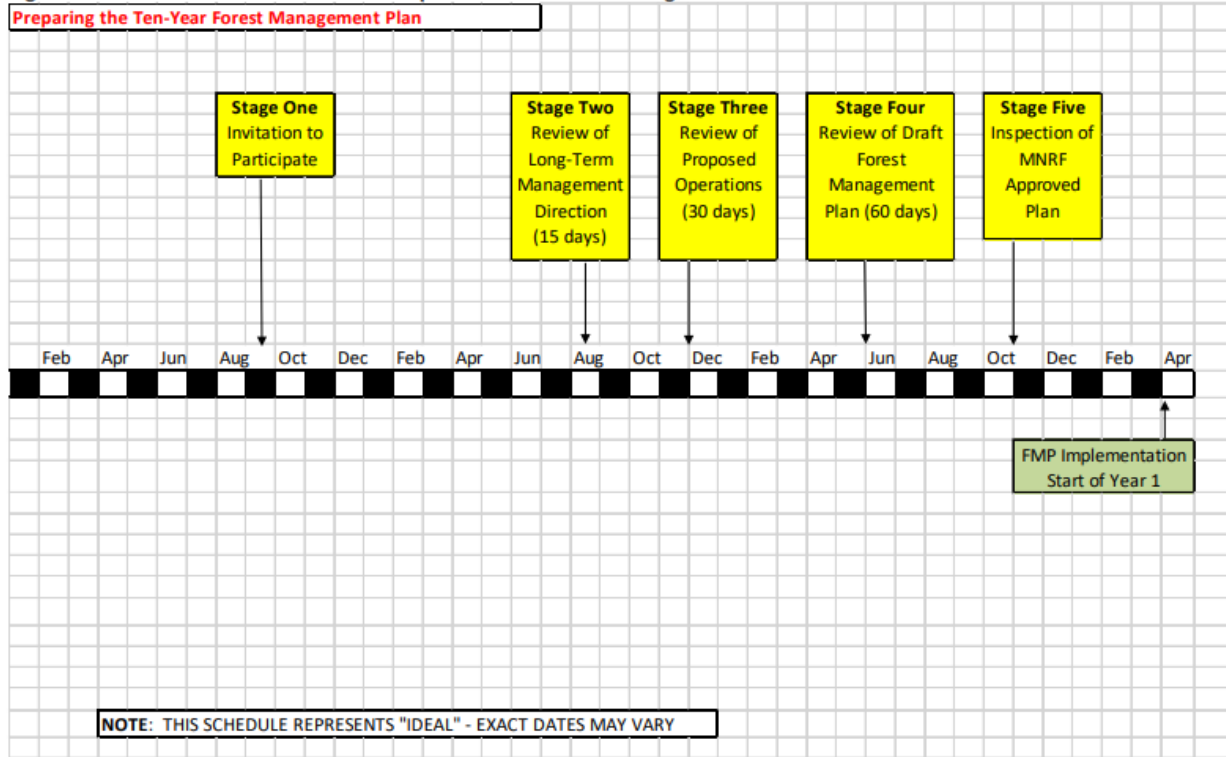 Preparing the Ten-Year Forest Management Plan
Stage One
Invitation to
Participate
Stage Two
Review of
Long-Term
Management
Direction
(15 days)
Stage Three
Review of
Proposed
Operations
(30 days)
Stage Four
Review of Draft
Forest
Management
Plan (60 days)
Stage Five
Inspection of
MNRF
Approved
Plan
Feb Apr Jun Aug Oct Dec Feb Apr Jun Aug Oct Dec Feb Apr Jun Aug Oct Dec Feb Apr
FMP Implementation
Start of Year 1
NOTE: THIS SCHEDULE REPRESENTS "IDEAL" - EXACT DATES MAY VARY